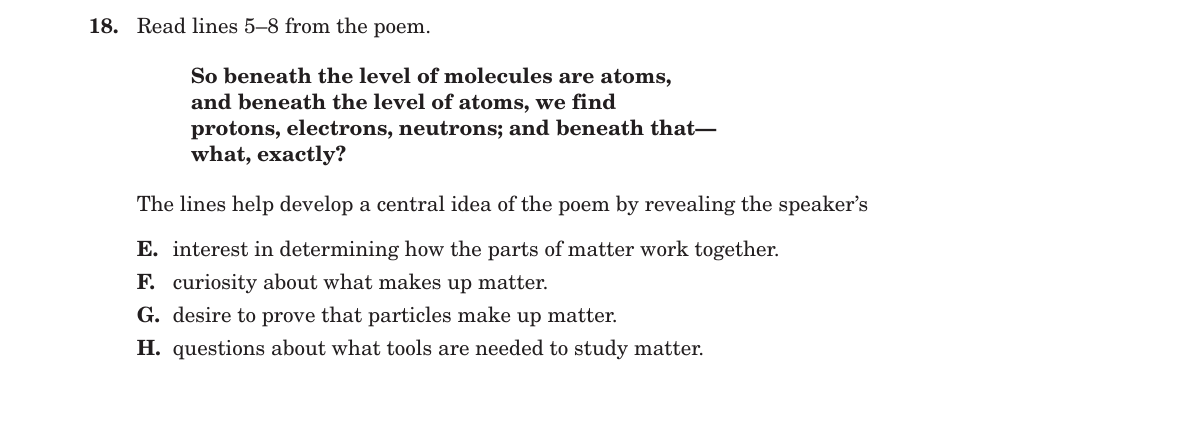 18. Read lines 5–8 from the poem.
So beneath the level of molecules are atoms,
and beneath the level of atoms, we find
protons, electrons, neutrons; and beneath that—
what, exactly?
The lines help develop a central idea of the poem by revealing the speaker’s
E. interest in determining how the parts of matter work together.
F. curiosity about what makes up matter.
G. desire to prove that particles make up matter.
H. questions about what tools are needed to study matter.